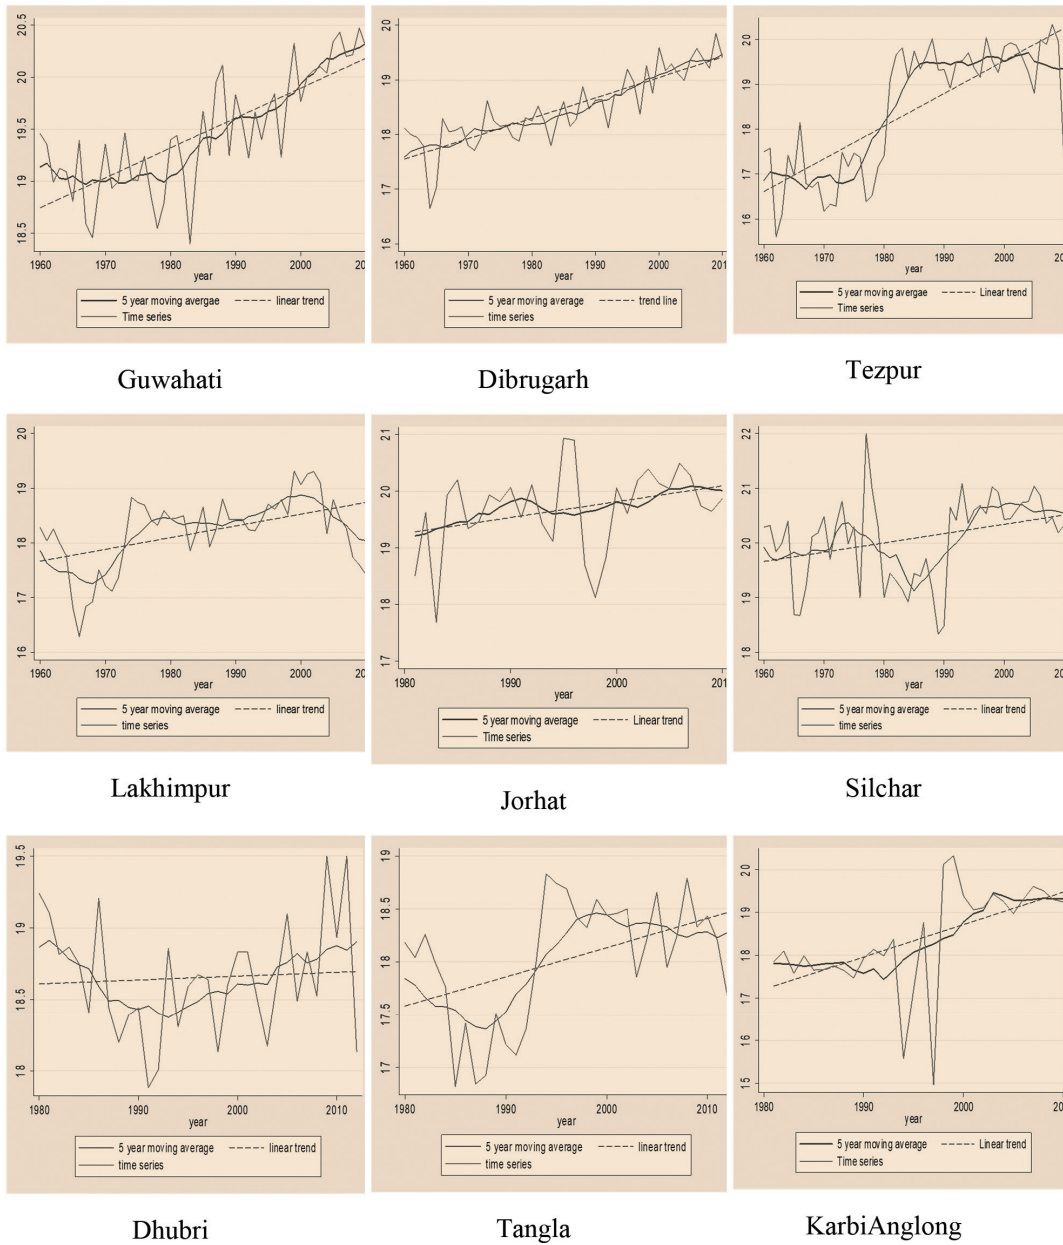 20.5
20
19.5
19
18.5
1960 1970 1980 1990 2000 20
year
5 year moving avergae linear trend
Time series
Guwahati
20
19
18
17
16
1960 1970 1980 1990 2000 201
year
5 year moving average trend line
time series
Dibrugarh
20
19
18
17
16
1960 1970 1980 1990 2000 20
year
5 year moving avergae Linear trend
Time series
Tezpur
20
19
18
17
16
1960 1970 1980 1990 2000 20
year
5 year moving average linear trend
time series
Lakhimpur
21
20
19
18
17
1980 1990 2000 201
year
5 year moving average Linear trend
Time series
Jorhat
22
21
20
19
18
1960 1970 1980 1990 2000 20
year
5 year moving average linear trend
time series
Silchar
19.5
19
18.5
18
1980 1990 2000 2010
year
5 year moving average linear trend
time series
Dhubri
19
18.5
18
17.5
17
1980 1990 2000 2010
year
5 year moving average linear trend
time series
Tangla
20
19
18
17
16
15
1980 1990 2000 20
year
5 year moving average Linear trend
Time series
KarbiAnglong